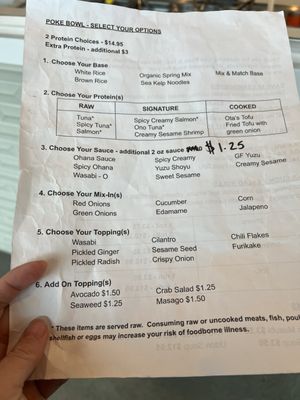 POKE BOWL - SELECT YOUR OPTIONS
2 Protein Choices - $14.95
Extra Protein - additional $3
1. Choose Your Base
White Rice Organic Spring Mix Mix & Match Base
Brown Rice Sea Kelp Noodles
2. Choose Your Protein(s)
RAW SIGNATURE COOKED
Tuna* Spicy Creamy Salmon* Ota's Tofu
Spicy Tuna* Ono Tuna* Fried Tofu with
Salmon* Creamy Sesame Shrimp green onion
3. Choose Your Sauce - additional 2 oz sauce $1.25
Ohana Sauce Spicy Creamy GF Yuzu
Spicy Ohana Yuzu Shoyu Creamy Sesame
Wasabi - O Sweet Sesame
4. Choose Your Mix-In(s)
Red Onions Cucumber Corn
Green Onions Edamame Jalapeno
5. Choose Your Topping(s)
Wasabi Cilantro Chili Flakes
Pickled Ginger Sesame Seed Furikake
Pickled Radish Crispy Onion
6. Add On Topping(s)
Avocado $1.50 Crab Salad $1.25
Seaweed $1.25 Masago $1.50
* These items are served raw. Consuming raw or uncooked meats, fish,
shellfish or eggs may increase your risk of foodborne illness.